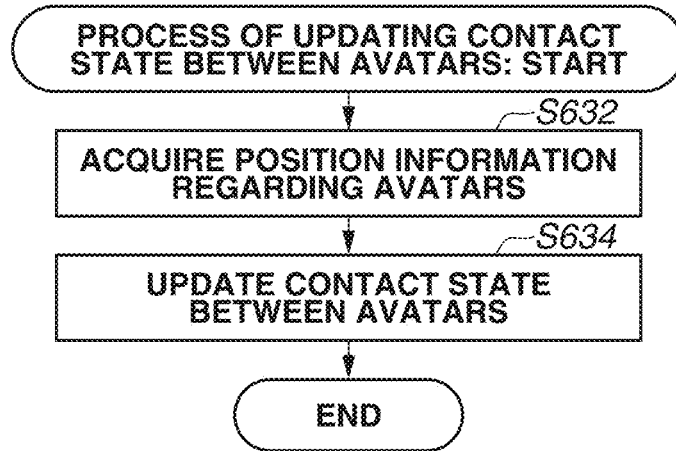 PROCESS OF UPDATING CONTACT
STATE BETWEEN AVATARS: START
S632
ACQUIRE POSITION INFORMATION
REGARDING AVATARS
S634
UPDATE CONTACT STATE
BETWEEN AVATARS
END